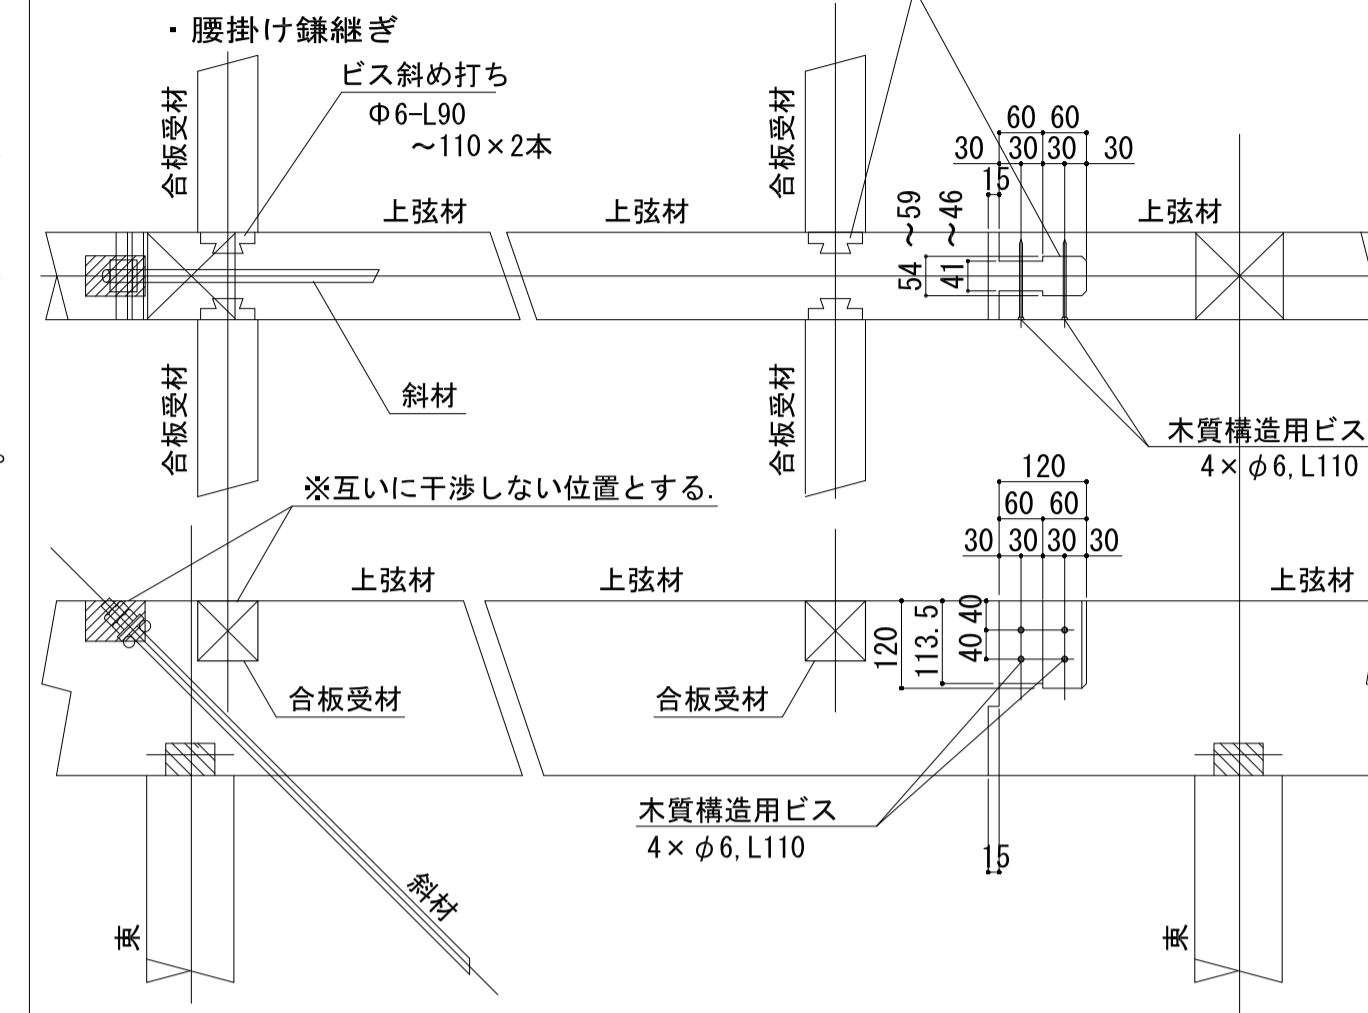 ・腰掛け鎌継ぎ
ビス斜め打ち
Φ6-L90
～110×2本
合板受材
合板受材
60 60
30 30 30 30
15
上弦材
上弦材
上弦材
54 ～59
41 ～46
斜材
合板受材
合板受材
木質構造用ビス
4×φ6, L110
※互いに干渉しない位置とする.
120
60 60
30 30 30 30
上弦材
上弦材
上弦材
120
113.5
40 40
合板受材
合板受材
木質構造用ビス
4×φ6, L110
15
斜材
束
束
。